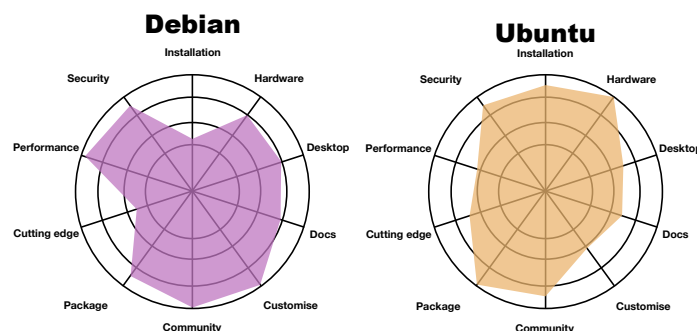 Debian
Installation
Security
Hardware
Performance
Desktop
Cutting edge
Docs
Package
Customise
Community
Ubuntu
Installation
Security
Hardware
Performance
Desktop
Cutting edge
Docs
Package
Customise
Community